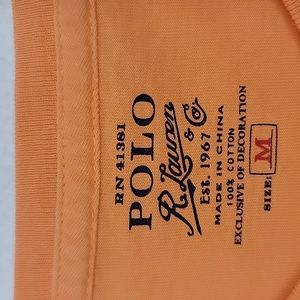 RN 41381
POLO
R. Lauren
& Co
Est. 1967
MADE IN CHINA
100% COTTON
EXCLUSIVE OF DECORATION
SIZE: M